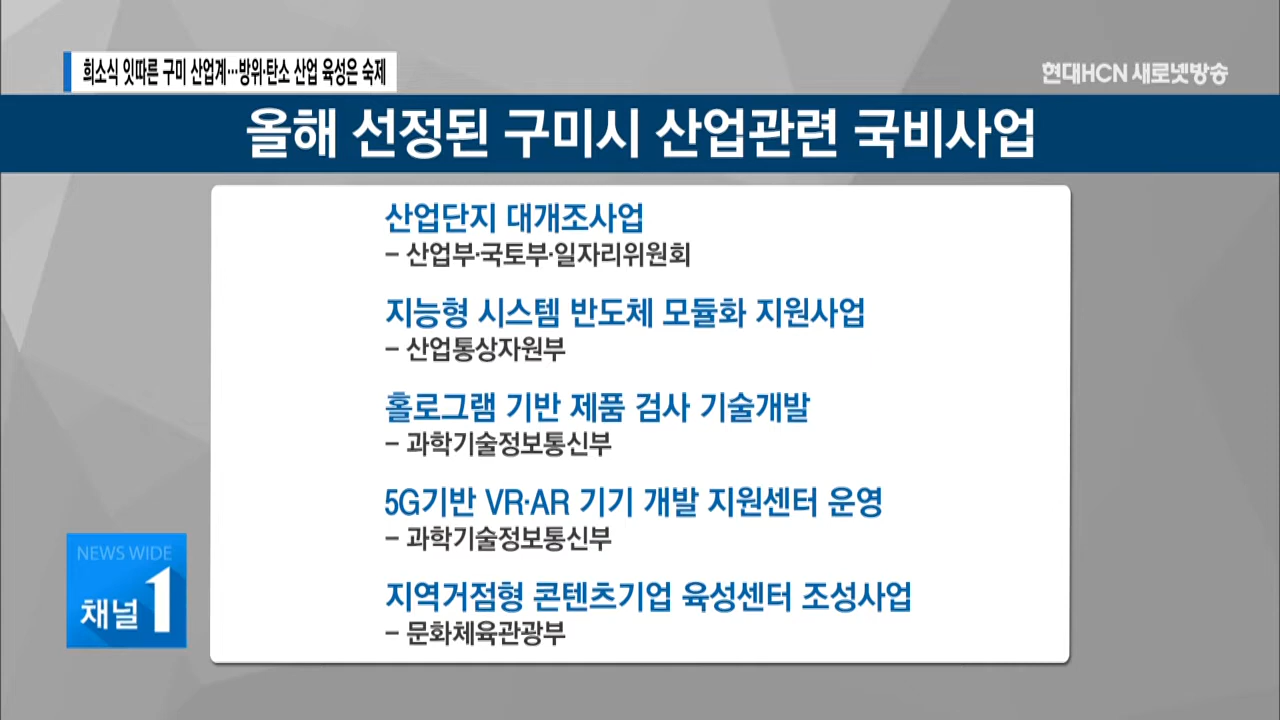 희소식 잇따른 구미 산업계…방위·탄소 산업 육성은 숙제
현대HCN 새로넷방송
올해 선정된 구미시 산업관련 국비사업
산업단지 대개조사업
- 산업부·국토부·일자리위원회
지능형 시스템 반도체 모듈화 지원사업
- 산업통상자원부
홀로그램 기반 제품 검사 기술개발
- 과학기술정보통신부
5G기반 VR·AR 기기 개발 지원센터 운영
- 과학기술정보통신부
지역거점형 콘텐츠기업 육성센터 조성사업
- 문화체육관광부
NEWS WIDE
채널1